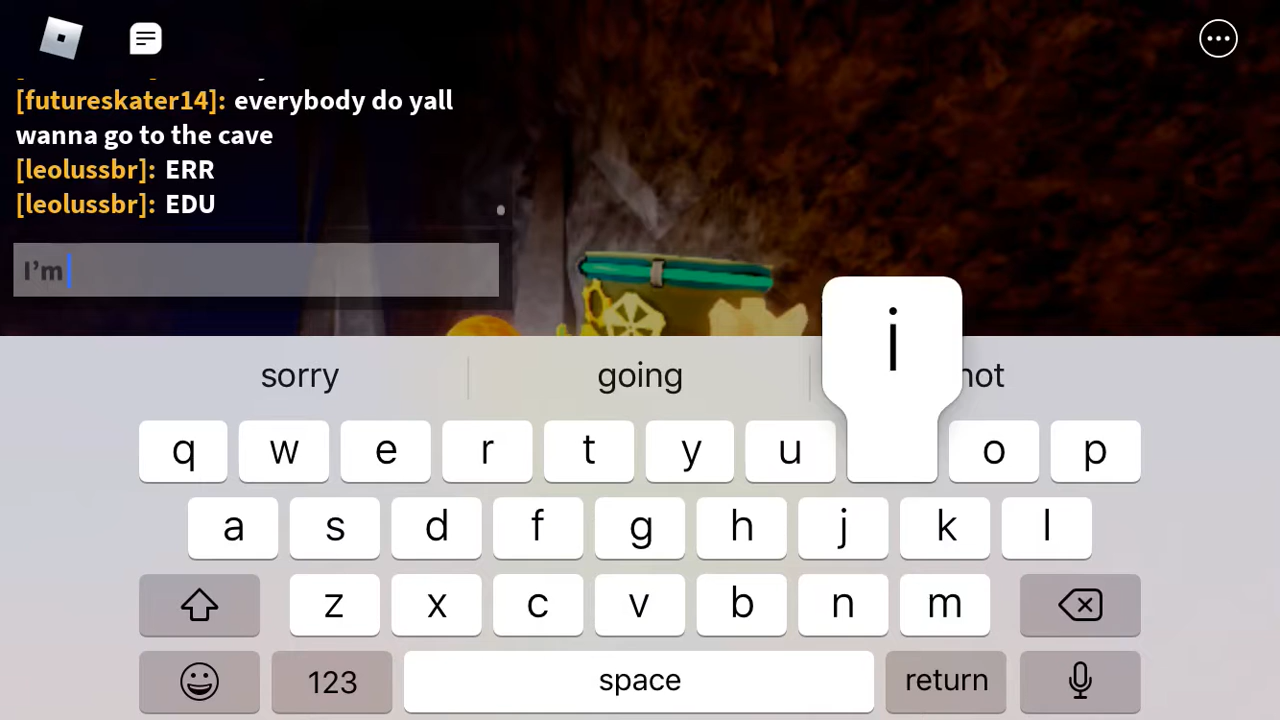 [futureskater14]: everybody do yall
wanna go to the cave
[leolussbr]: ERR
[leolussbr]: EDU
I’m
sorry going not
i
q w e r t y u o p
a s d f g h j k l
z x c v b n m
123 space return